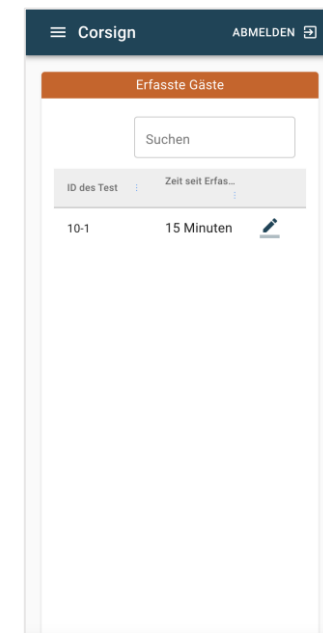 Corsign ABMELDEN
Erfasste Gäste
Suchen
ID des Test Zeit seit Erfas...
10-1 15 Minuten